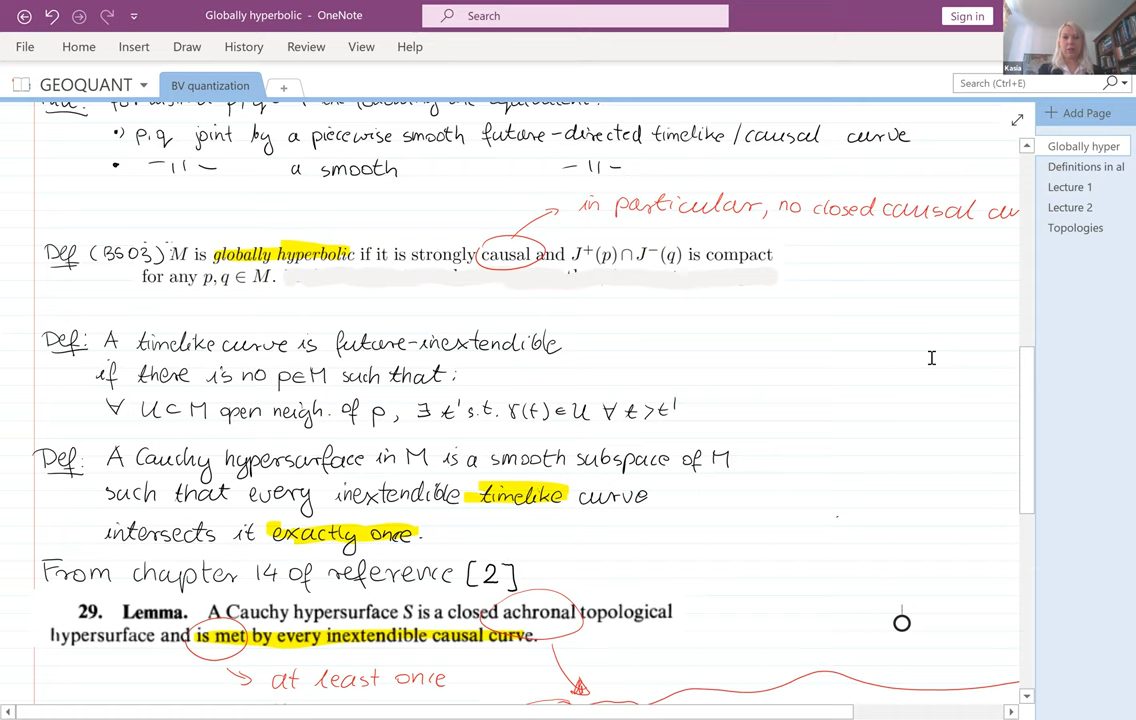 Globally hyperbolic - OneNote
Search
Sign in
File Home Insert Draw History Review View Help
Kasia
GEOQUANT
BV quantization
+
Search (Ctrl+E)
Add Page
Globally hyper
Definitions in al
Lecture 1
Lecture 2
Topologies
•) p,q joint by a piecewise smooth future-directed timelike/causal curve
• -||- a smooth -||-
in particular, no closed causal cu
Def (BS03) M is globally hyperbolic if it is strongly causal and J⁺(p)∩J⁻(q) is compact
for any p, q ∈ M.
Def: A timelike curve is future-inextendible
if there is no p∈M such that:
∀ U⊂M open neigh. of p, ∃ t' s.t. γ(t)∈U ∀ t>t'
Def: A Cauchy hypersurface in M is a smooth subspace of M
such that every inextendible timelike curve
intersects it exactly once.
From chapter 14 of reference [2]
29. Lemma. A Cauchy hypersurface S is a closed achronal topological
hypersurface and is met by every inextendible causal curve.
at least once